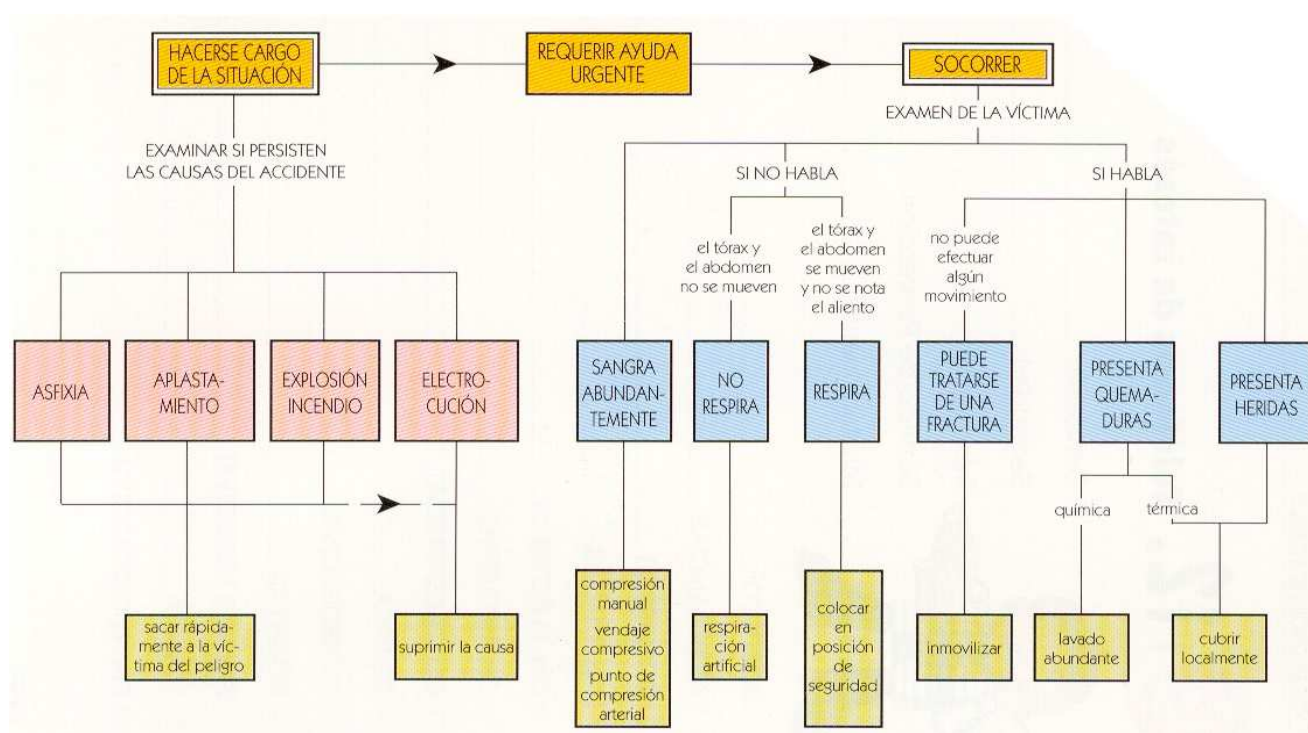 HACERSE CARGO
DE LA SITUACIÓN
REQUERIR AYUDA
URGENTE
SOCORRER
EXAMEN DE LA VÍCTIMA
EXAMINAR SI PERSISTEN
LAS CAUSAS DEL ACCIDENTE
SI NO HABLA
SI HABLA
el tórax y
el abdomen
no se mueven
el tórax y
el abdomen
se mueven
y no se nota
el aliento
no puede
efectuar
algún
movimiento
ASFIXIA
APLASTA-
MIENTO
EXPLOSIÓN
INCENDIO
ELECTRO-
CUCIÓN
SANGRA
ABUNDAN-
TEMENTE
NO
RESPIRA
RESPIRA
PUEDE
TRATARSE
DE UNA
FRACTURA
PRESENTA
QUEMA-
DURAS
PRESENTA
HERIDAS
química
térmica
sacar rápida-
mente a la víc-
tima del peligro
suprimir la causa
compresión
manual
vendaje
compresivo
punto de
compresión
arterial
respira-
ción
artificial
colocar
en
posición
de
seguridad
inmovilizar
lavado
abundante
cubrir
localmente